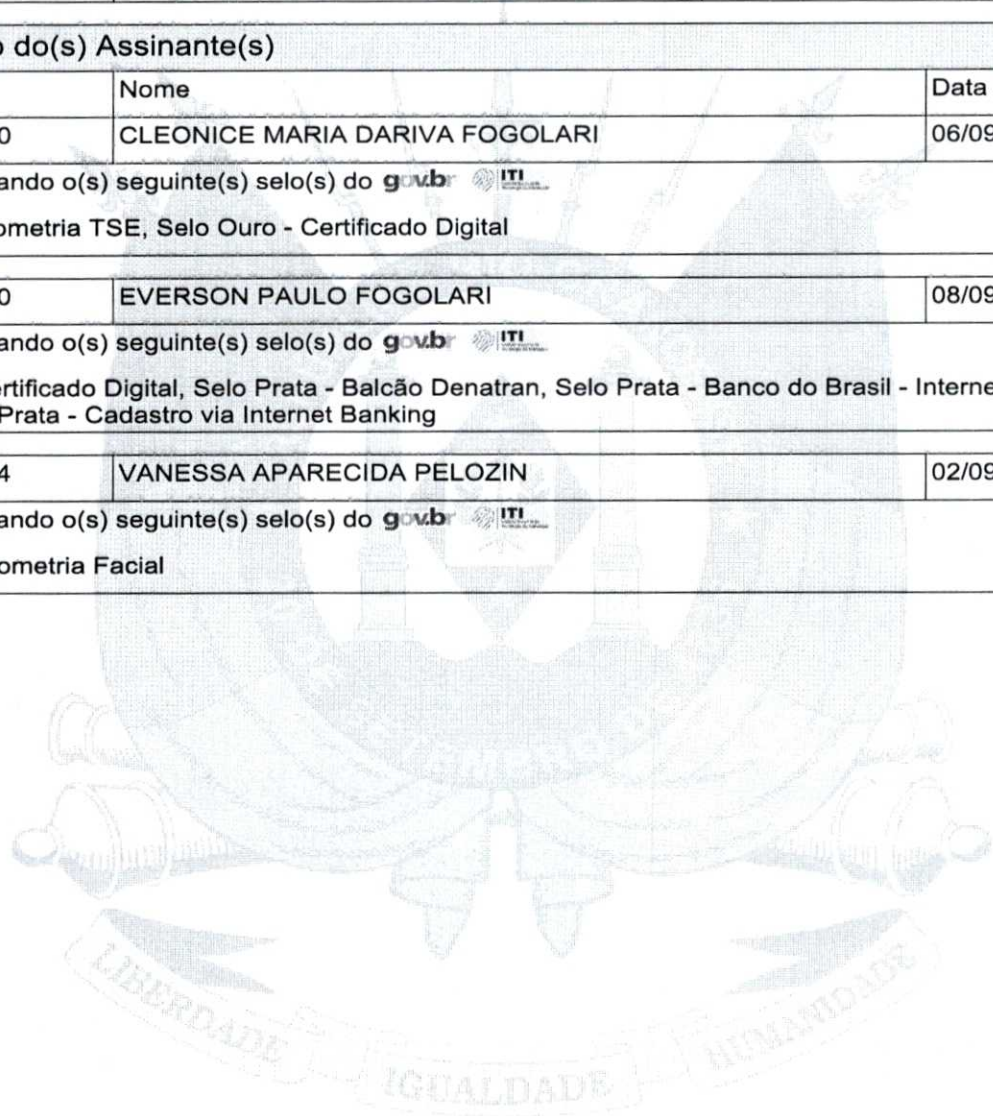 o do(s) Assinante(s)
Nome Data
0 CLEONICE MARIA DARIVA FOGOLARI 06/09
ando o(s) seguinte(s) selo(s) do gov.br ITI
ometria TSE, Selo Ouro - Certificado Digital
0 EVERSON PAULO FOGOLARI 08/09
ando o(s) seguinte(s) selo(s) do gov.br ITI
ertificado Digital, Selo Prata - Balcão Denatran, Selo Prata - Banco do Brasil - Interne
Prata - Cadastro via Internet Banking
4 VANESSA APARECIDA PELOZIN 02/09
ando o(s) seguinte(s) selo(s) do gov.br ITI
ometria Facial
LIBERDADE IGUALDADE HUMANIDADE